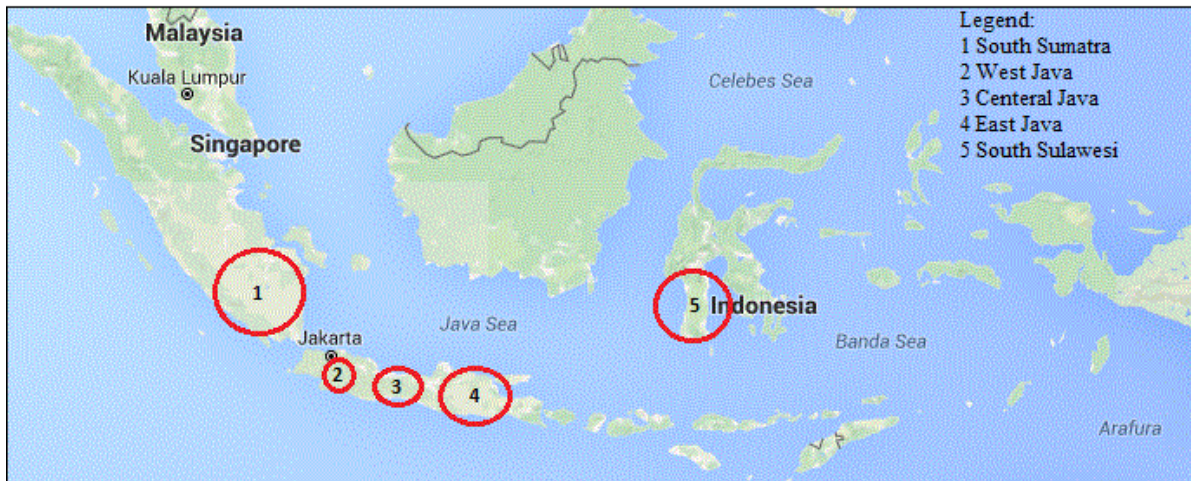 Legend:
1 South Sumatra
2 West Java
3 Centeral Java
4 East Java
5 South Sulawesi
Malaysia
Kuala Lumpur
Singapore
Celebes Sea
1
5
Indonesia
Java Sea
Jakarta
Banda Sea
2
3
4
Arafura